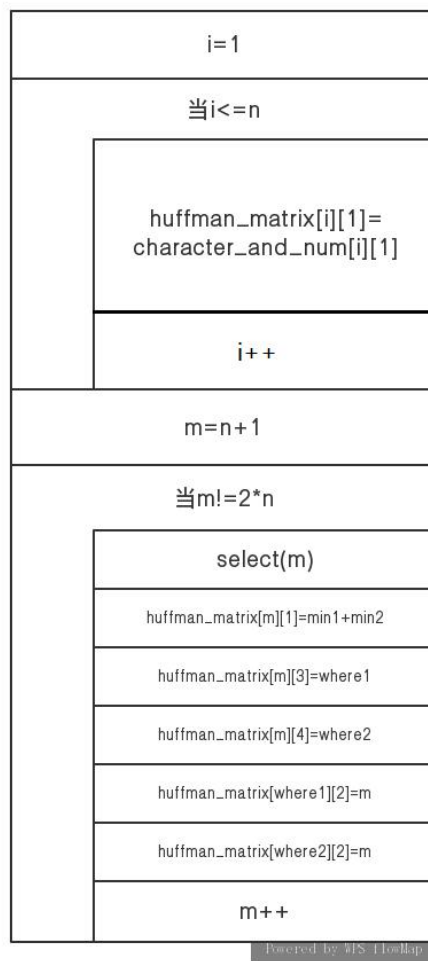 i=1
当i<=n
huffman_matrix[i][1]=
character_and_num[i][1]
i++
m=n+1
当m!=2*n
select(m)
huffman_matrix[m][1]=min1+min2
huffman_matrix[m][3]=where1
huffman_matrix[m][4]=where2
huffman_matrix[where1][2]=m
huffman_matrix[where2][2]=m
m++
Powered by WPS FlowMap